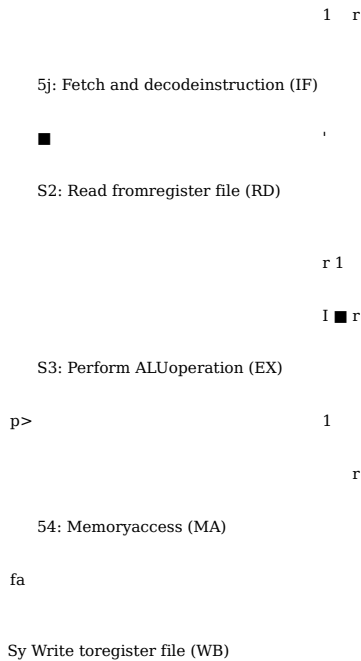 1 r
5j: Fetch and decodeinstruction (IF)
■ '
S2: Read fromregister file (RD)
r 1
I ■ r
S3: Perform ALUoperation (EX)
p> 1
r
54: Memoryaccess (MA)
fa
Sy Write toregister file (WB)